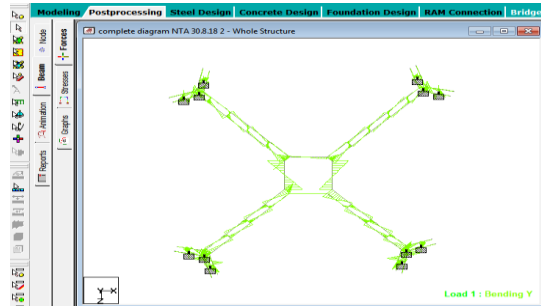 Modeling Postprocessing Steel Design Concrete Design Foundation Design RAM Connection Bridge
complete diagram NTA 30.8.18 2 - Whole Structure
Node
Beam
Animation
Reports
Forces
Stresses
Graphs
Y X
Z
Load 1 : Bending Y